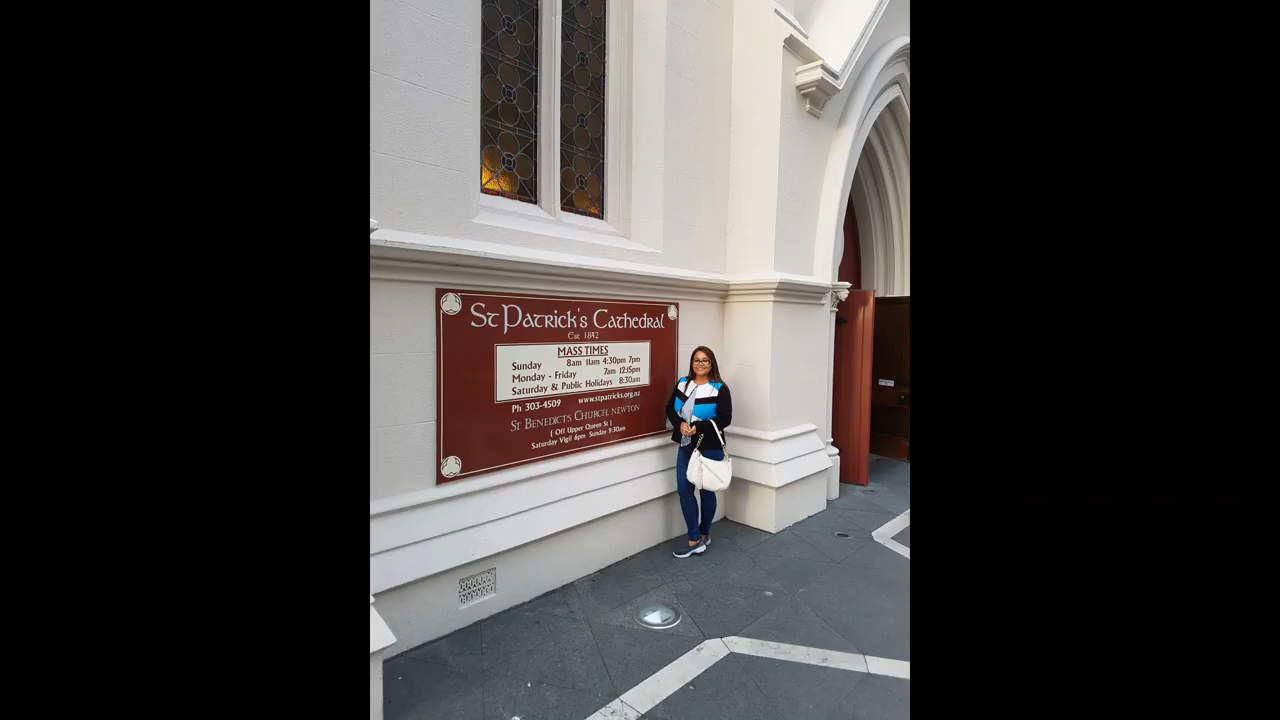 St Patrick's Cathedral
Est 1842
MASS TIMES
Sunday 8am 11am 4:30pm 7pm
Monday - Friday 7am 12:15pm
Saturday & Public Holidays 8:30am
Ph 303-4509 www.stpatricks.org.nz
St Benedict's Church, Newton
( Off Upper Queen St )
Saturday Vigil 6pm Sunday 9:30am